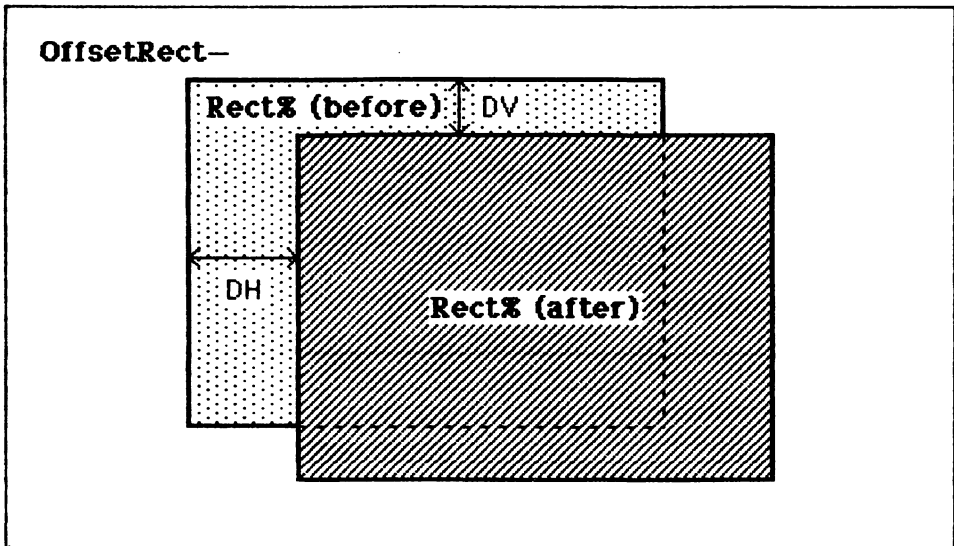 OffsetRect—
Rect% (before) DV
DH
Rect% (after)